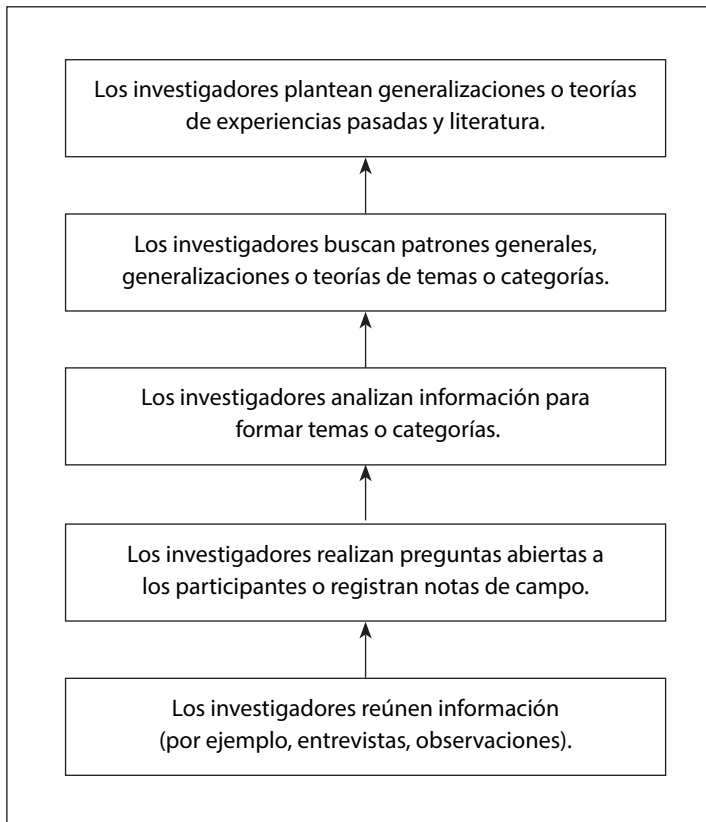 Los investigadores plantean generalizaciones o teorías
de experiencias pasadas y literatura.
Los investigadores buscan patrones generales,
generalizaciones o teorías de temas o categorías.
Los investigadores analizan información para
formar temas o categorías.
Los investigadores realizan preguntas abiertas a
los participantes o registran notas de campo.
Los investigadores reúnen información
(por ejemplo, entrevistas, observaciones).